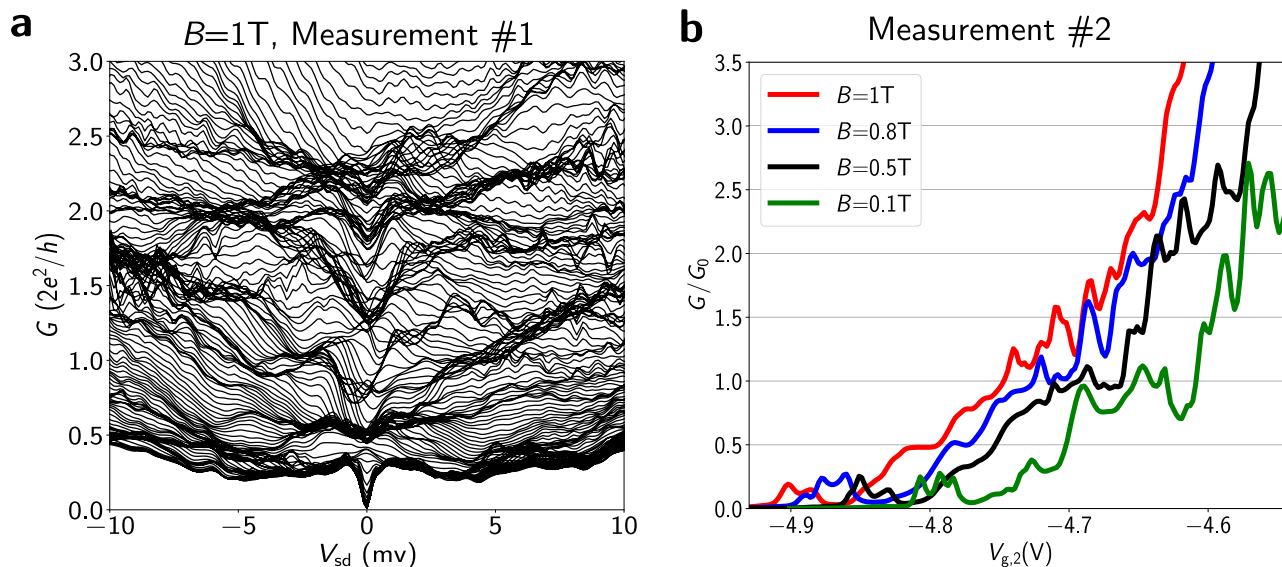 a
B=1T, Measurement #1
G (2e²/h)
3.0
2.5
2.0
1.5
1.0
0.5
0.0
−10
−5
0
5
10
V_sd (mv)
b
Measurement #2
G / G₀
3.5
3.0
2.5
2.0
1.5
1.0
0.5
0.0
B=1T
B=0.8T
B=0.5T
B=0.1T
−4.9
−4.8
−4.7
−4.6
V_g,2(V)